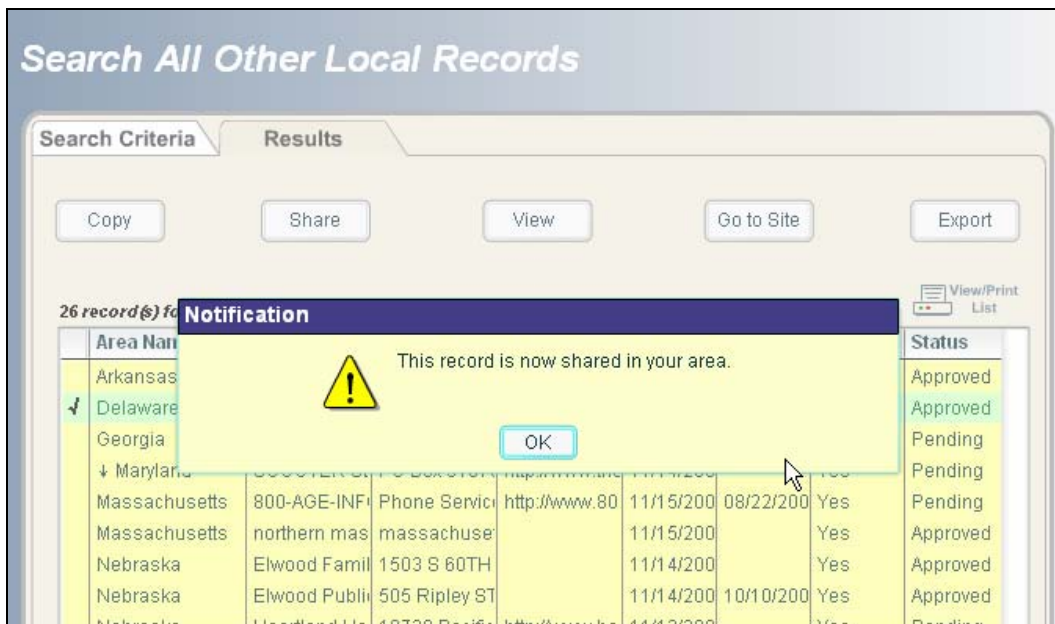 Search All Other Local Records
Search Criteria Results
Copy Share View Go to Site Export
View/Print
List
26 record(s) fo
Notification
Area Nam Status
This record is now shared in your area.
Arkansas Approved
√ Delaware Approved
OK
Georgia Pending
↓ Maryland Yes Pending
Massachusetts 800-AGE-INF Phone Servic http://www.80 11/15/200 08/22/200 Yes Pending
Massachusetts northern mas massachuse 11/15/200 Yes Approved
Nebraska Elwood Famil 1503 S 60TH 11/14/200 Yes Approved
Nebraska Elwood Publi 505 Ripley ST 11/14/200 10/10/200 Yes Approved
Nebraska Yes Pending